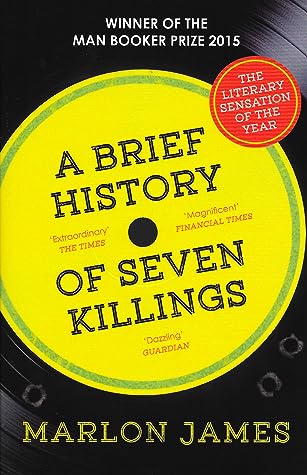 WINNER OF THE
MAN BOOKER PRIZE 2015
THE
LITERARY
SENSATION
OF THE
YEAR
A BRIEF
HISTORY
‘Extraordinary’
THE TIMES
‘Magnificent’
FINANCIAL TIMES
OF SEVEN
KILLINGS
‘Dazzling’
GUARDIAN
MARLON JAMES